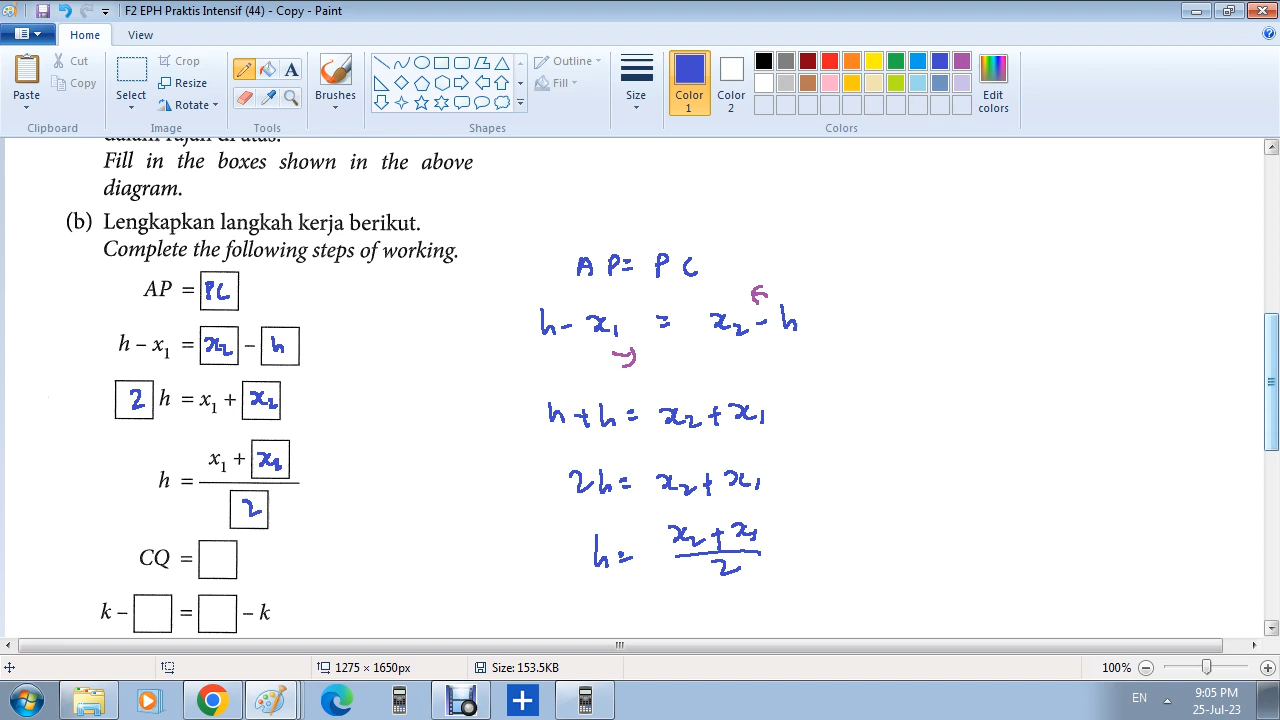 F2 EPH Praktis Intensif (44) - Copy - Paint
Home View
Paste
Cut
Copy
Clipboard
Select
Crop
Resize
Rotate
Image
A
Tools
Brushes
Outline
Fill
Shapes
Size
Color 1
Color 2
Edit colors
Colors
dalam rajah di atas.
Fill in the boxes shown in the above
diagram.
(b) Lengkapkan langkah kerja berikut.
Complete the following steps of working.
AP = PC
h – x₁ = x₂ – h
2 h = x₁ + x₂
h = (x₁ + x₂) / 2
CQ =
k – = – k
AP = PC
h – x₁ = x₂ – h
h + h = x₂ + x₁
2h = x₂ + x₁
h = (x₂ + x₁) / 2
1275 × 1650px
Size: 153.5KB
100%
EN
9:05 PM
25-Jul-23